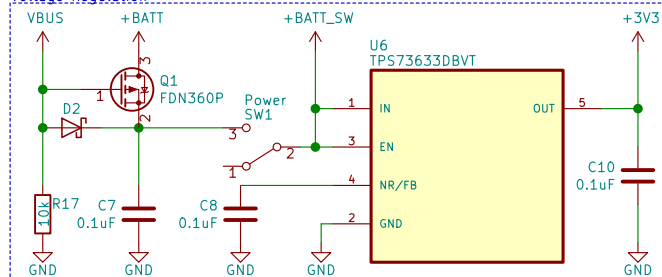 Voltage Regulation
VBUS
+BATT
+BATT_SW
+3V3
U6
TPS73633DBVT
3
Q1
FDN360P
1
2
D2
Power
SW1
3
2
1
1
IN
OUT
5
3
EN
4
NR/FB
2
GND
R17
10k
C7
0.1uF
C8
0.1uF
C10
0.1uF
GND
GND
GND
GND
GND